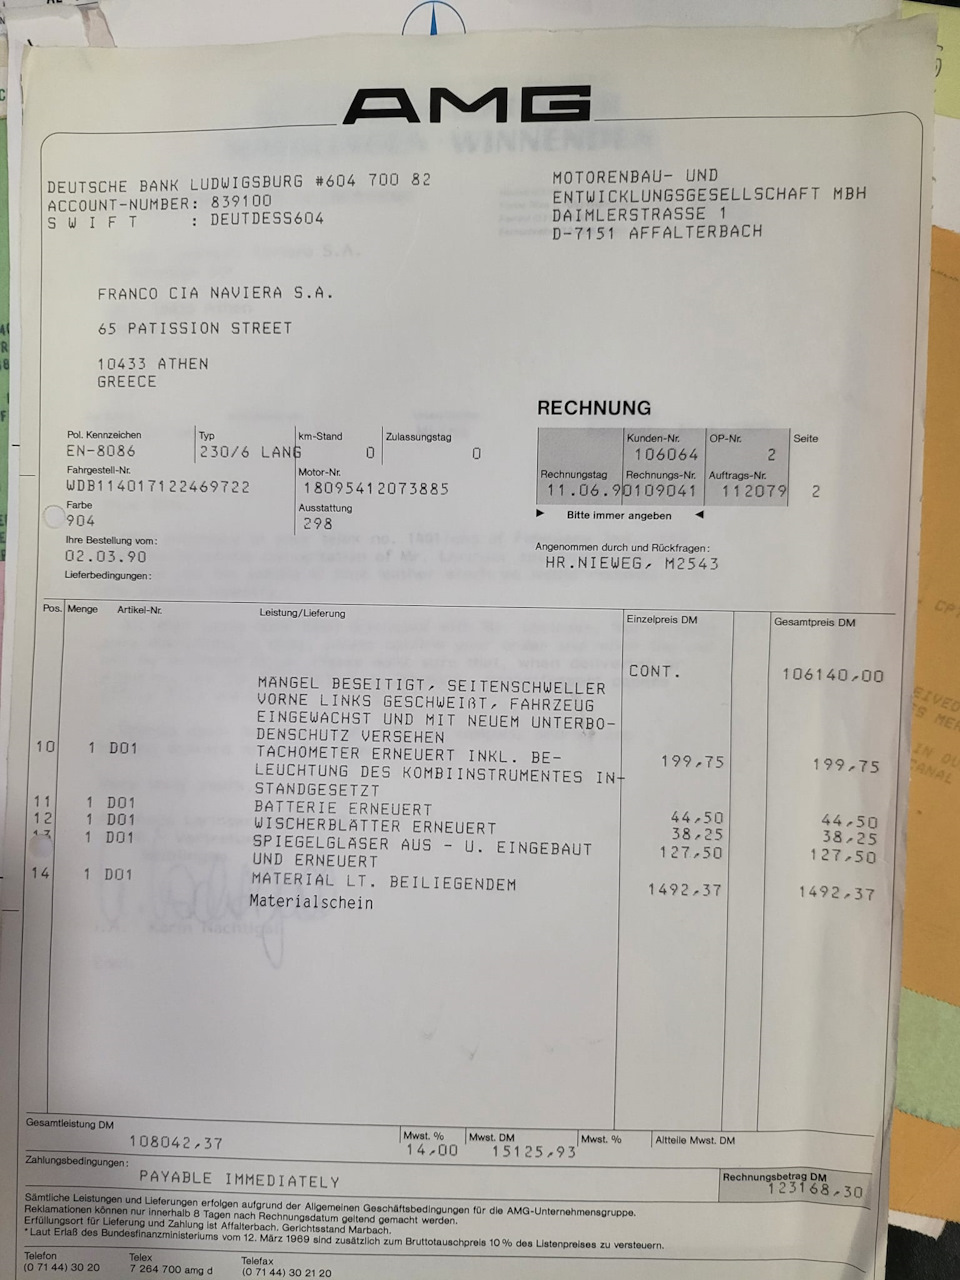 AMG
DEUTSCHE BANK LUDWIGSBURG #604 700 82
ACCOUNT-NUMBER: 839100
S W I F T : DEUTDESS604
MOTORENBAU- UND
ENTWICKLUNGSGESELLSCHAFT MBH
DAIMLERSTRASSE 1
D-7151 AFFALTERBACH
FRANCO CIA NAVIERA S.A.
65 PATISSION STREET
10433 ATHEN
GREECE
RECHNUNG
Pol. Kennzeichen Typ km-Stand Zulassungstag
EN-8086 230/6 LANG 0 0
Kunden-Nr. OP-Nr. Seite
106064 2
Fahrgestell-Nr. Motor-Nr.
WDB114017122469722 18095412073885
Rechnungstag Rechnungs-Nr. Auftrags-Nr.
11.06.90109041 112079 2
Farbe Ausstattung
904 298
Bitte immer angeben
Ihre Bestellung vom:
02.03.90
Lieferbedingungen:
Angenommen durch und Rückfragen:
HR.NIEWEG, M2543
Pos. Menge Artikel-Nr. Leistung/Lieferung Einzelpreis DM Gesamtpreis DM
CONT. 106140,00
MÄNGEL BESEITIGT, SEITENSCHWELLER
VORNE LINKS GESCHWEIßT, FAHRZEUG
EINGEWACHST UND MIT NEUEM UNTERBO-
DENSCHUTZ VERSEHEN
10 1 D01 TACHOMETER ERNEUERT INKL. BE- 199,75 199,75
LEUCHTUNG DES KOMBIINSTRUMENTES IN-
STANDGESETZT
11 1 D01 BATTERIE ERNEUERT 44,50 44,50
12 1 D01 WISCHERBLÄTTER ERNEUERT 38,25 38,25
13 1 D01 SPIEGELGLÄSER AUS - U. EINGEBAUT 127,50 127,50
UND ERNEUERT
14 1 D01 MATERIAL LT. BEILIEGENDEM 1492,37 1492,37
Materialschein
Gesamtleistung DM Mwst. % Mwst. DM Mwst. % Altteile Mwst. DM
108042,37 14,00 15125,93
Zahlungsbedingungen: Rechnungsbetrag DM
PAYABLE IMMEDIATELY 123168,30
Sämtliche Leistungen und Lieferungen erfolgen aufgrund der Allgemeinen Geschäftsbedingungen für die AMG-Unternehmensgruppe.
Reklamationen können nur innerhalb 8 Tagen nach Rechnungsdatum geltend gemacht werden.
Erfüllungsort für Lieferung und Zahlung ist Affalterbach, Gerichtsstand Marbach.
* Laut Erlaß des Bundesfinanzministeriums vom 12. März 1969 sind zusätzlich zum Bruttotauschpreis 10 % des Listenpreises zu versteuern.
Telefon Telex Telefax
(0 71 44) 30 20 7 264 700 amg d (0 71 44) 30 21 20